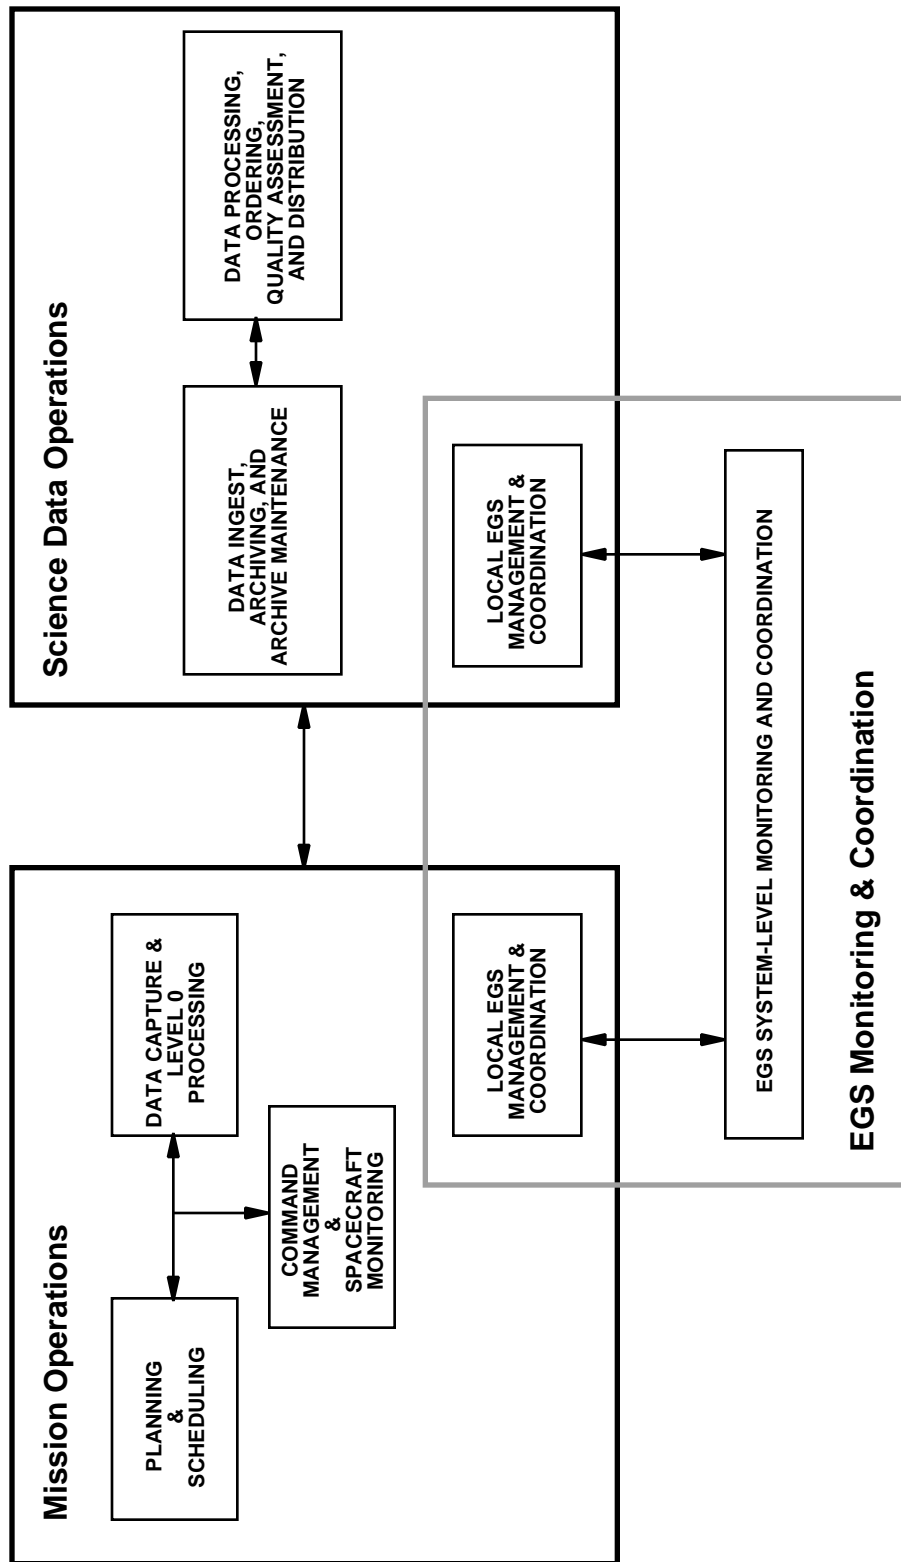 Mission Operations
PLANNING
&
SCHEDULING
DATA CAPTURE &
LEVEL 0
PROCESSING
COMMAND
MANAGEMENT
&
SPACECRAFT
MONITORING
LOCAL EGS
MANAGEMENT &
COORDINATION
Science Data Operations
DATA INGEST,
ARCHIVING, AND
ARCHIVE MAINTENANCE
DATA PROCESSING,
ORDERING,
QUALITY ASSESSMENT,
AND DISTRIBUTION
LOCAL EGS
MANAGEMENT &
COORDINATION
EGS SYSTEM-LEVEL MONITORING AND COORDINATION
EGS Monitoring & Coordination